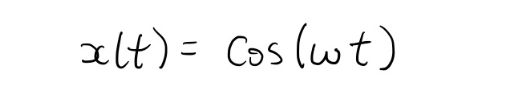 x(t) = cos(ωt)